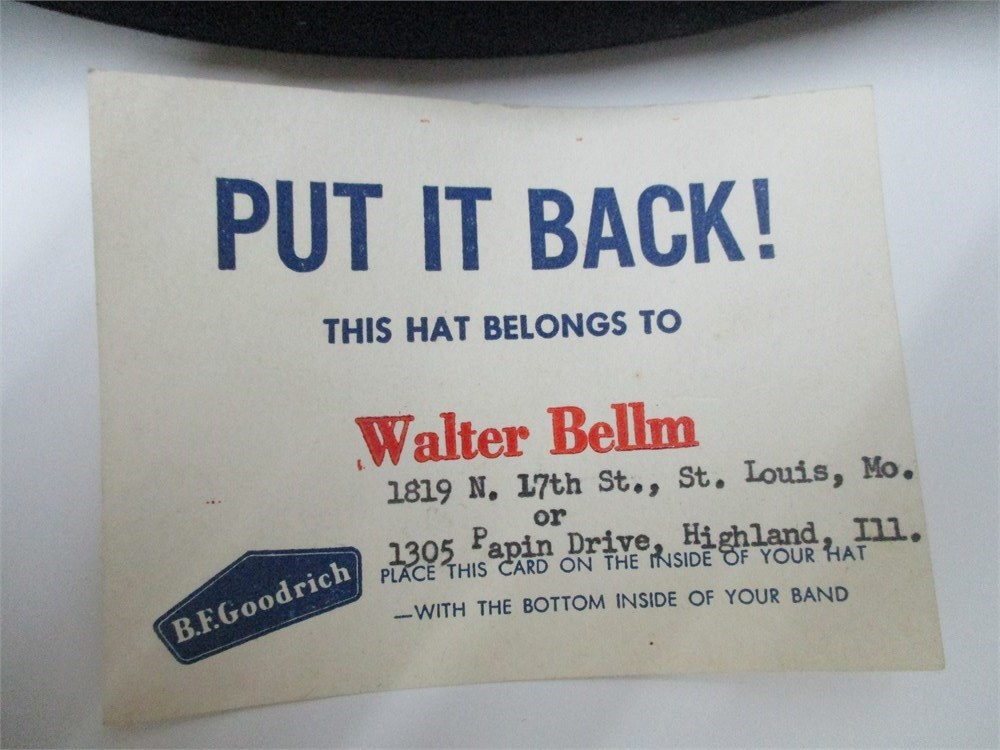 PUT IT BACK!
THIS HAT BELONGS TO
Walter Bellm
1819 N. 17th St., St. Louis, Mo.
or
1305 Papin Drive, Highland, Ill.
PLACE THIS CARD ON THE INSIDE OF YOUR HAT
—WITH THE BOTTOM INSIDE OF YOUR BAND
B.F.Goodrich